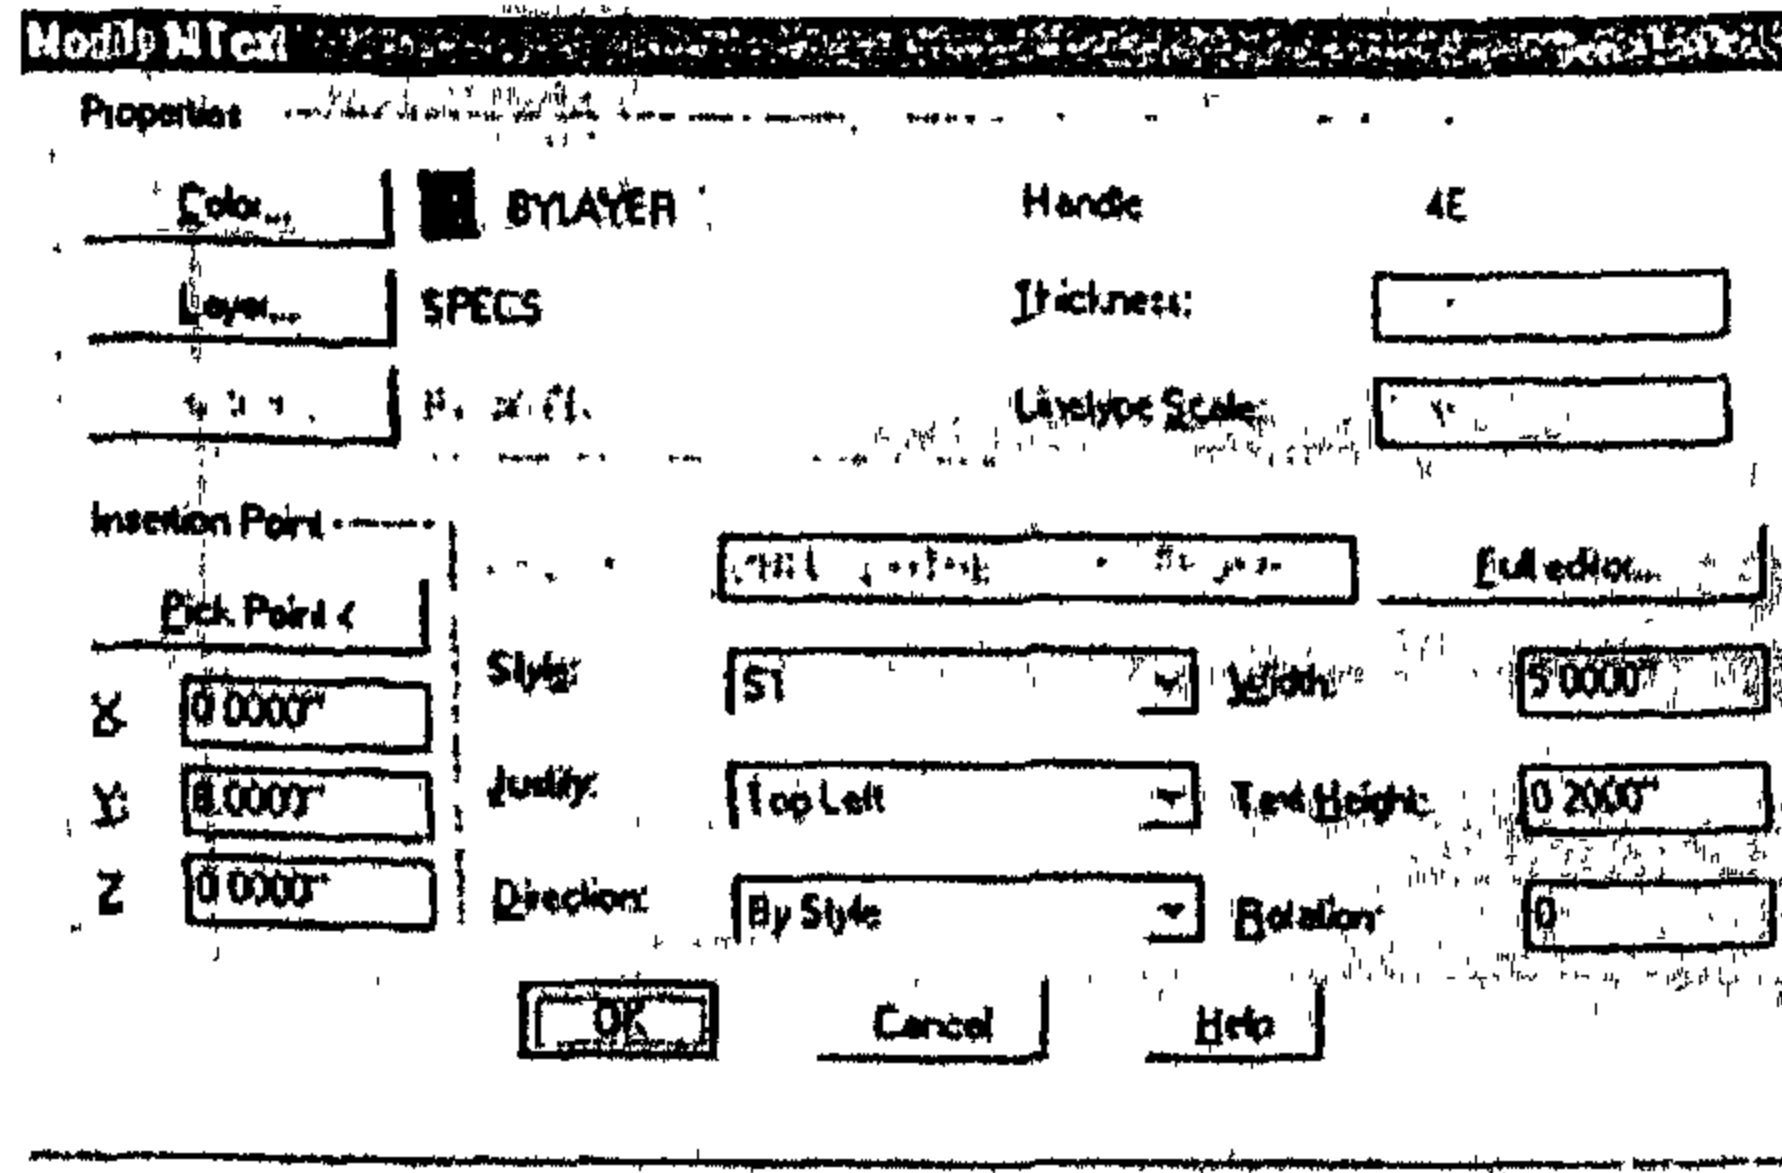 Modify MText
Properties
Color... BYLAYER Handle 4E
Layer... SPECS Thickness:
Linetype Scale:
Insertion Point
Full editor...
Pick Point <
Style: S1 Width: 5.0000"
X: 0.0000"
Justify: Top Left Text Height: 0.2000"
Y: 8.0000"
Z: 0.0000" Direction: By Style Rotation: 0
OK Cancel Help